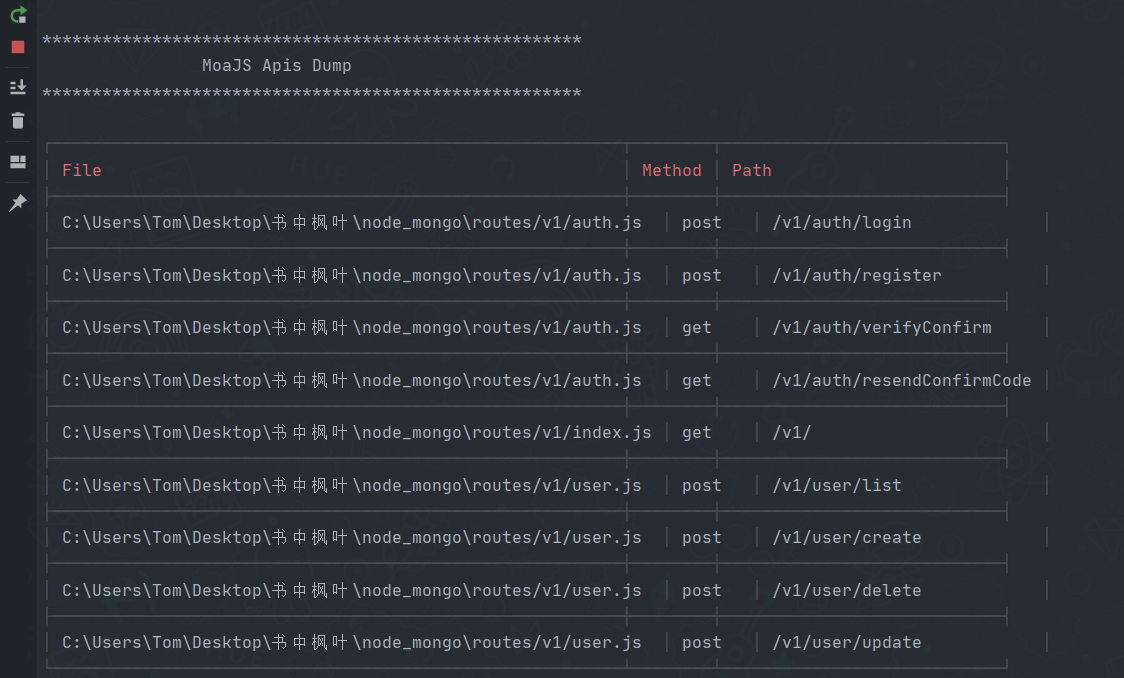 ******************************************************
MoaJS Apis Dump
******************************************************
File Method Path
C:\Users\Tom\Desktop\书中枫叶\node_mongo\routes/v1/auth.js post /v1/auth/login
C:\Users\Tom\Desktop\书中枫叶\node_mongo\routes/v1/auth.js post /v1/auth/register
C:\Users\Tom\Desktop\书中枫叶\node_mongo\routes/v1/auth.js get /v1/auth/verifyConfirm
C:\Users\Tom\Desktop\书中枫叶\node_mongo\routes/v1/auth.js get /v1/auth/resendConfirmCode
C:\Users\Tom\Desktop\书中枫叶\node_mongo\routes/v1/index.js get /v1/
C:\Users\Tom\Desktop\书中枫叶\node_mongo\routes/v1/user.js post /v1/user/list
C:\Users\Tom\Desktop\书中枫叶\node_mongo\routes/v1/user.js post /v1/user/create
C:\Users\Tom\Desktop\书中枫叶\node_mongo\routes/v1/user.js post /v1/user/delete
C:\Users\Tom\Desktop\书中枫叶\node_mongo\routes/v1/user.js post /v1/user/update